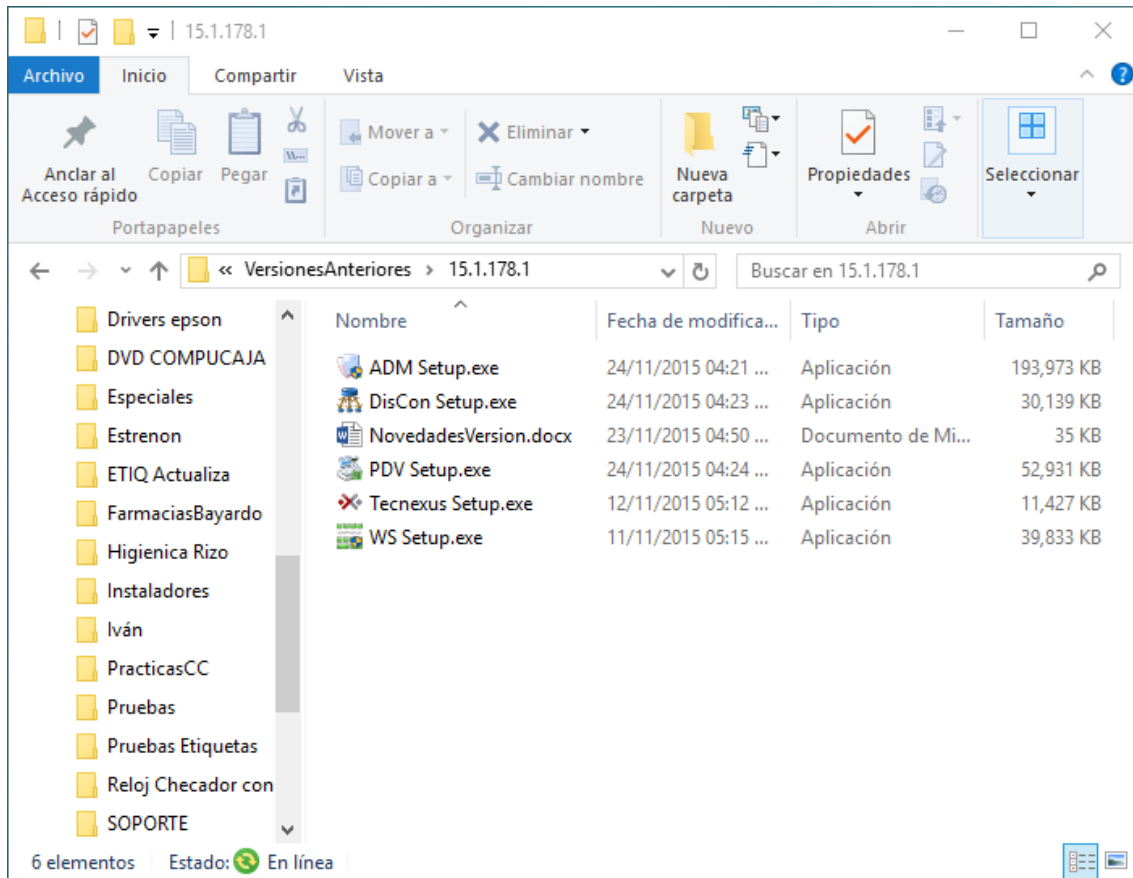 15.1.178.1
Archivo Inicio Compartir Vista
Anclar al Acceso rápido
Copiar
Pegar
Portapapeles
Mover a
Copiar a
Eliminar
Cambiar nombre
Organizar
Nueva carpeta
Nuevo
Propiedades
Abrir
Seleccionar
« VersionesAnteriores › 15.1.178.1
Buscar en 15.1.178.1
Drivers epson
DVD COMPUCAJA
Especiales
Estrenon
ETIQ Actualiza
FarmaciasBayardo
Higienica Rizo
Instaladores
Iván
PracticasCC
Pruebas
Pruebas Etiquetas
Reloj Checador con
SOPORTE
Nombre Fecha de modifica... Tipo Tamaño
ADM Setup.exe 24/11/2015 04:21 ... Aplicación 193,973 KB
DisCon Setup.exe 24/11/2015 04:23 ... Aplicación 30,139 KB
NovedadesVersion.docx 23/11/2015 04:50 ... Documento de Mi... 35 KB
PDV Setup.exe 24/11/2015 04:24 ... Aplicación 52,931 KB
Tecnexus Setup.exe 12/11/2015 05:12 ... Aplicación 11,427 KB
WS Setup.exe 11/11/2015 05:15 ... Aplicación 39,833 KB
6 elementos Estado: En línea